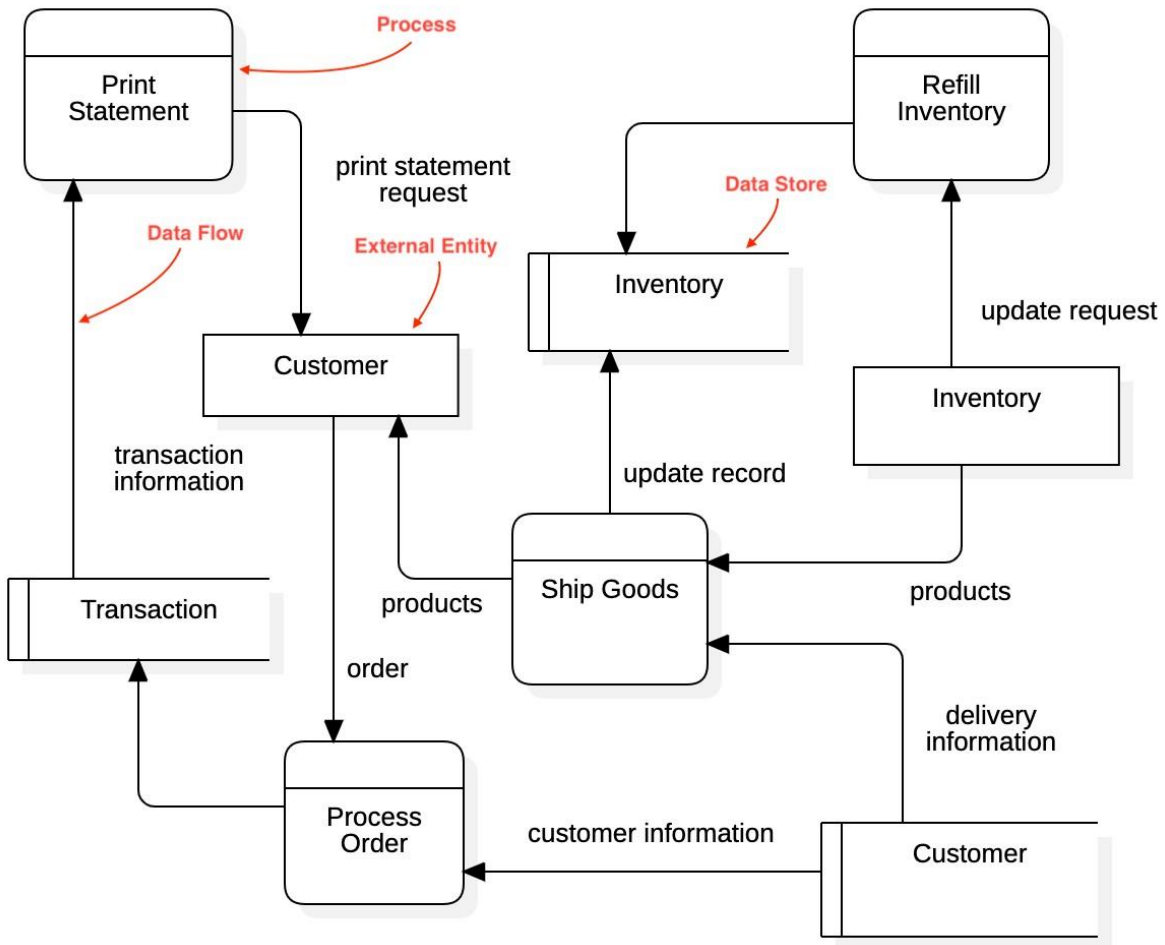 Process
Print
Statement
Refill
Inventory
print statement
request
Data Store
Data Flow
External Entity
Inventory
update request
Customer
Inventory
transaction
information
update record
Ship Goods
products
products
Transaction
order
delivery
information
Process
Order
customer information
Customer